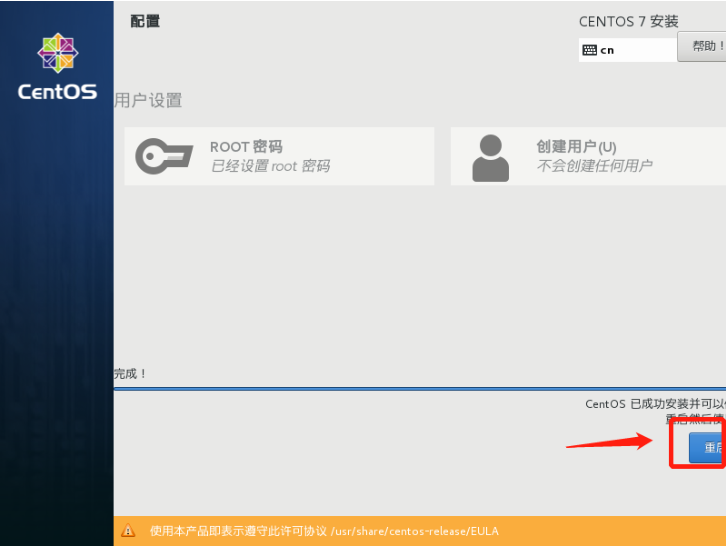 配置
CENTOS 7 安装
cn
帮助！
CentOS
用户设置
ROOT 密码
已经设置 root 密码
创建用户(U)
不会创建任何用户
完成！
CentOS 已成功安装并可以
重启然后使
重启
使用本产品即表示遵守此许可协议 /usr/share/centos-release/EULA